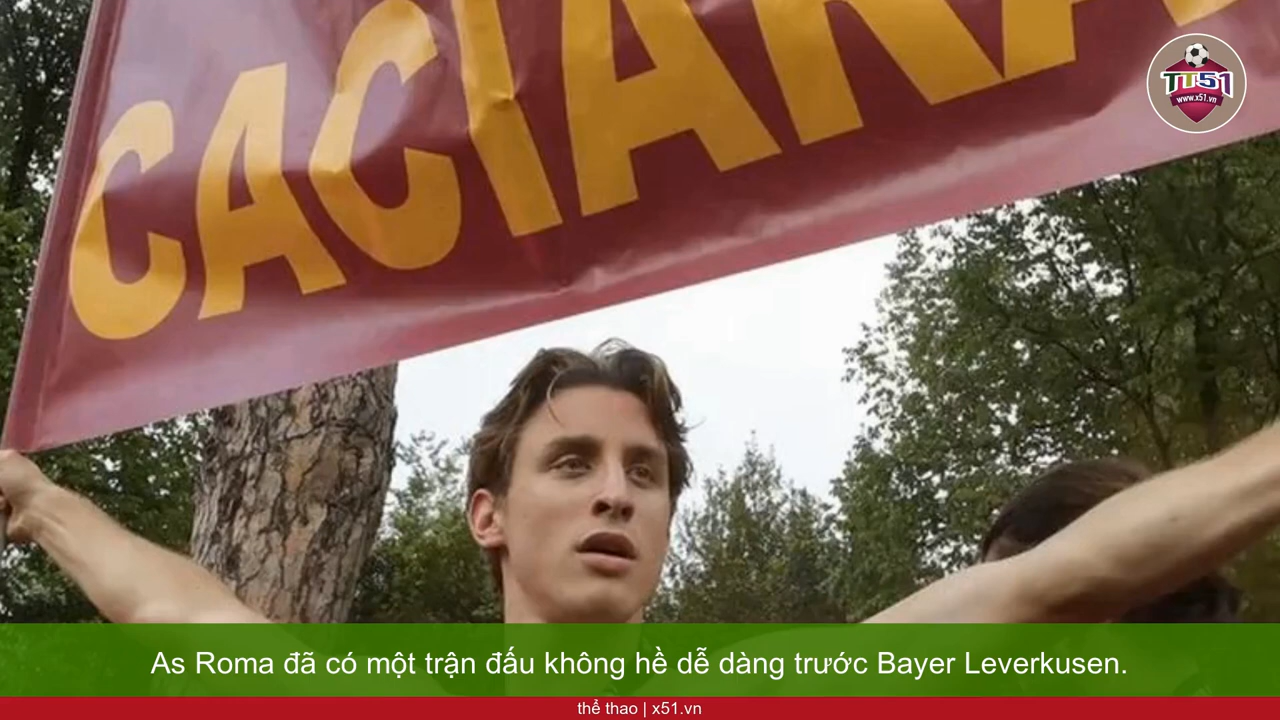 CACIARA
TT51
www.x51.vn
As Roma đã có một trận đấu không hề dễ dàng trước Bayer Leverkusen.
thể thao | x51.vn